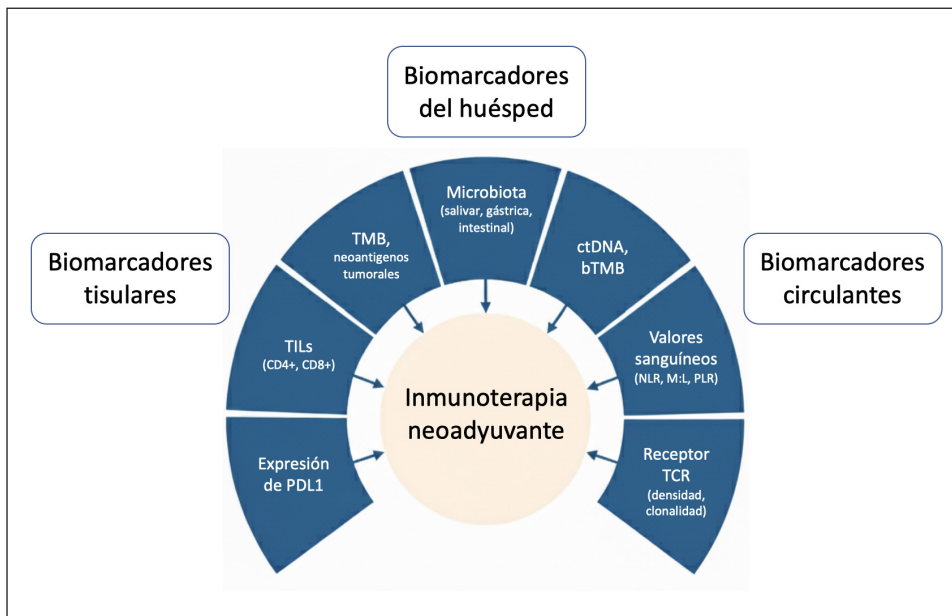 Biomarcadores
del huésped
Biomarcadores
tisulares
Biomarcadores
circulantes
Expresión
de PDL1
TILs
(CD4+, CD8+)
TMB,
neoantigenos
tumorales
Microbiota
(salivar, gástrica,
intestinal)
ctDNA,
bTMB
Valores
sanguíneos
(NLR, M:L, PLR)
Receptor
TCR
(densidad,
clonalidad)
Inmunoterapia
neoadyuvante